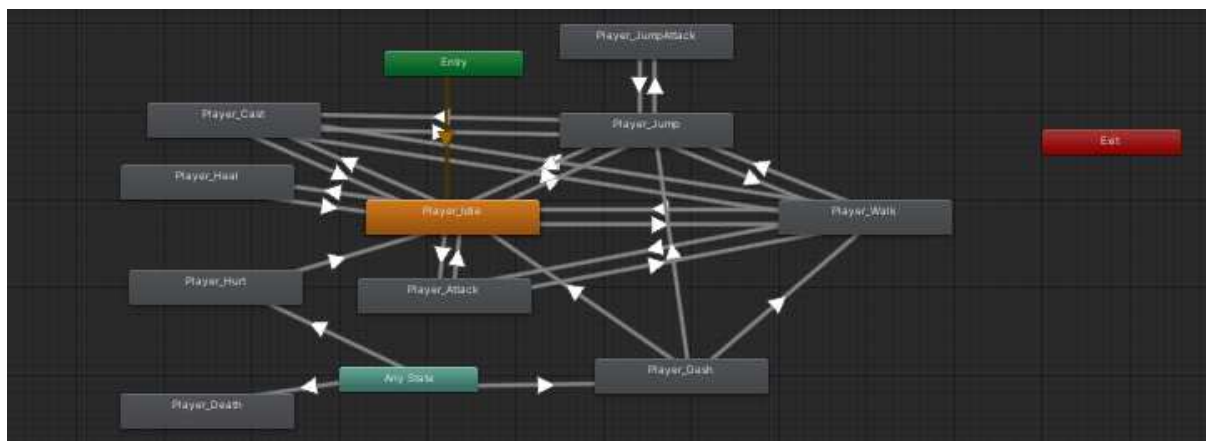 Player_JumpAttack
Entry
Player_Cast
Player_Jump
Exit
Player_Heal
Player_Idle
Player_Walk
Player_Hurt
Player_Attack
Any State
Player_Dash
Player_Death